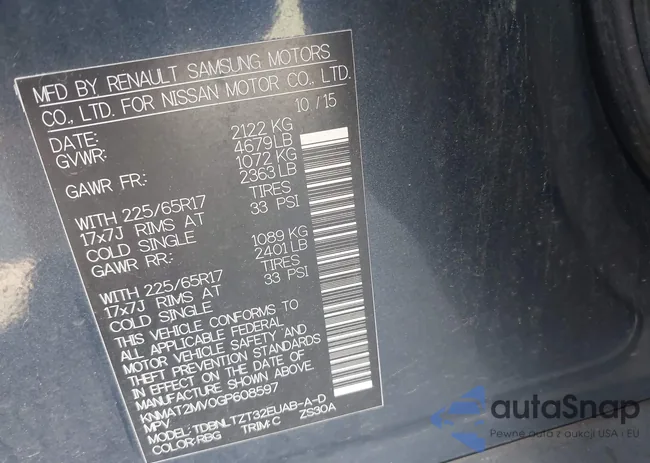 MFD BY RENAULT SAMSUNG MOTORS
CO., LTD. FOR NISSAN MOTOR CO., LTD.
DATE: 10 / 15
GVWR: 2122 KG
4679 LB
GAWR FR: 1072 KG
2363 LB
WITH 225/65R17 TIRES
17x7J RIMS AT 33 PSI
COLD SINGLE
GAWR RR: 1089 KG
2401 LB
WITH 225/65R17 TIRES
17x7J RIMS AT 33 PSI
COLD SINGLE
THIS VEHICLE CONFORMS TO
ALL APPLICABLE FEDERAL
MOTOR VEHICLE SAFETY AND
THEFT PREVENTION STANDARDS
IN EFFECT ON THE DATE OF
MANUFACTURE SHOWN ABOVE.
KNMAT2MV0GP608597
MPV
MODEL: TDBNLTZT32EUAB-A-D
COLOR:RBG TRIM:C ZS30A
autaSnap
Pewne auta z aukcji USA i EU